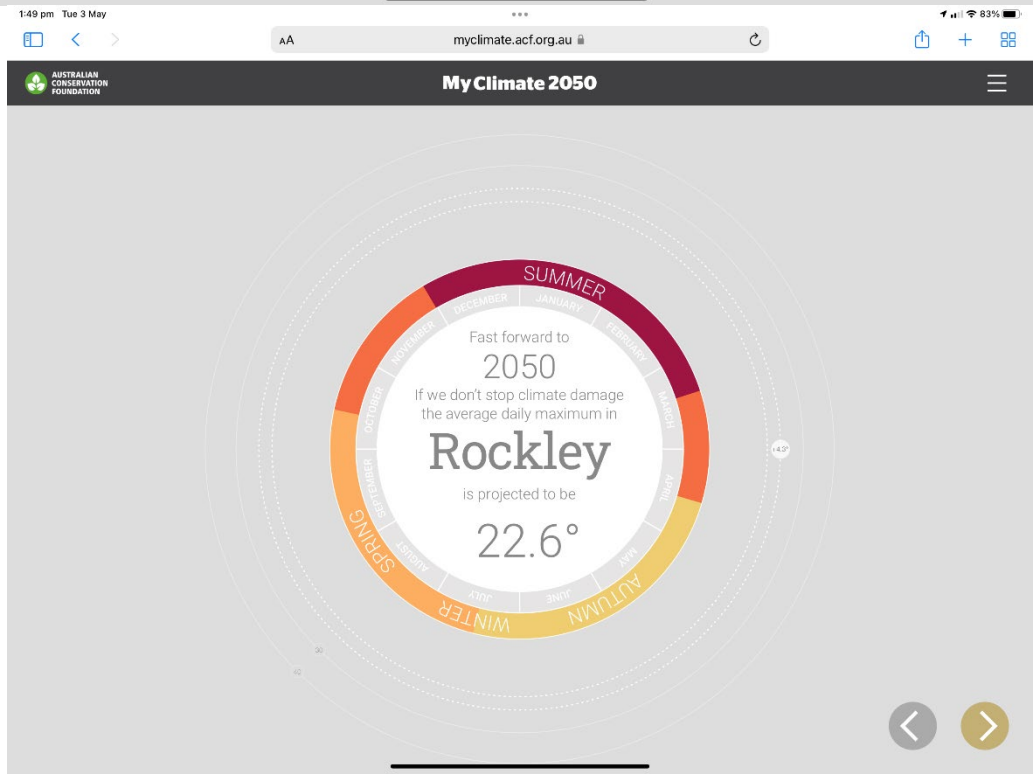 1:49 pm Tue 3 May
83%
AA
myclimate.acf.org.au
AUSTRALIAN
CONSERVATION
FOUNDATION
My Climate 2050
SUMMER
DECEMBER
JANUARY
NOVEMBER
FEBRUARY
OCTOBER
MARCH
SEPTEMBER
APRIL
SPRING
AUGUST
MAY
AUTUMN
JULY
JUNE
WINTER
Fast forward to
2050
If we don't stop climate damage
the average daily maximum in
Rockley
is projected to be
22.6°